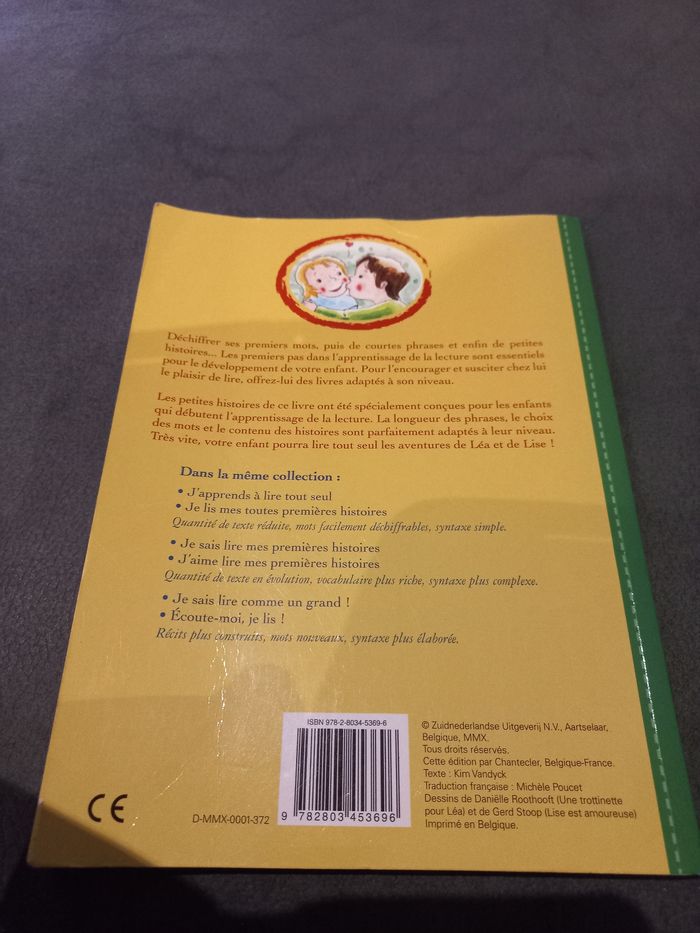 Déchiffrer ses premiers mots, puis de courtes phrases et enfin de petites
histoires... Les premiers pas dans l'apprentissage de la lecture sont essentiels
pour le développement de votre enfant. Pour l'encourager et susciter chez lui
le plaisir de lire, offrez-lui des livres adaptés à son niveau.
Les petites histoires de ce livre ont été spécialement conçues pour les enfants
qui débutent l'apprentissage de la lecture. La longueur des phrases, le choix
des mots et le contenu des histoires sont parfaitement adaptés à leur niveau.
Très vite, votre enfant pourra lire tout seul les aventures de Léa et de Lise !
Dans la même collection :
• J'apprends à lire tout seul
• Je lis mes toutes premières histoires
Quantité de texte réduite, mots facilement déchiffrables, syntaxe simple.
• Je sais lire mes premières histoires
• J'aime lire mes premières histoires
Quantité de texte en évolution, vocabulaire plus riche, syntaxe plus complexe.
• Je sais lire comme un grand !
• Écoute-moi, je lis !
Récits plus construits, mots nouveaux, syntaxe plus élaborée.
CE
D-MMX-0001-372
ISBN 978-2-8034-5369-6
9 782803 453696
© Zuidnederlandse Uitgeverij N.V., Aartselaar,
Belgique, MMX.
Tous droits réservés.
Cette édition par Chantecler, Belgique-France.
Texte : Kim Vandyck
Traduction française : Michèle Poucet
Dessins de Daniëlle Roothooft (Une trottinette
pour Léa) et de Gerd Stoop (Lise est amoureuse)
Imprimé en Belgique.